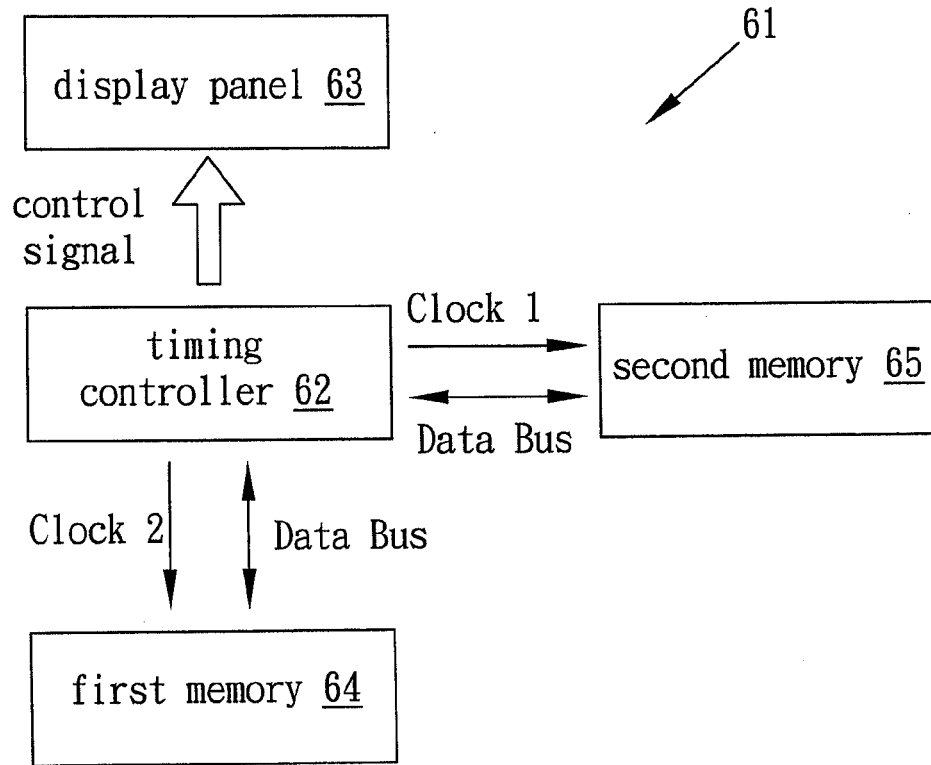 61
display panel 63
control
signal
Clock 1
timing
controller 62
second memory 65
Data Bus
Clock 2
Data Bus
first memory 64